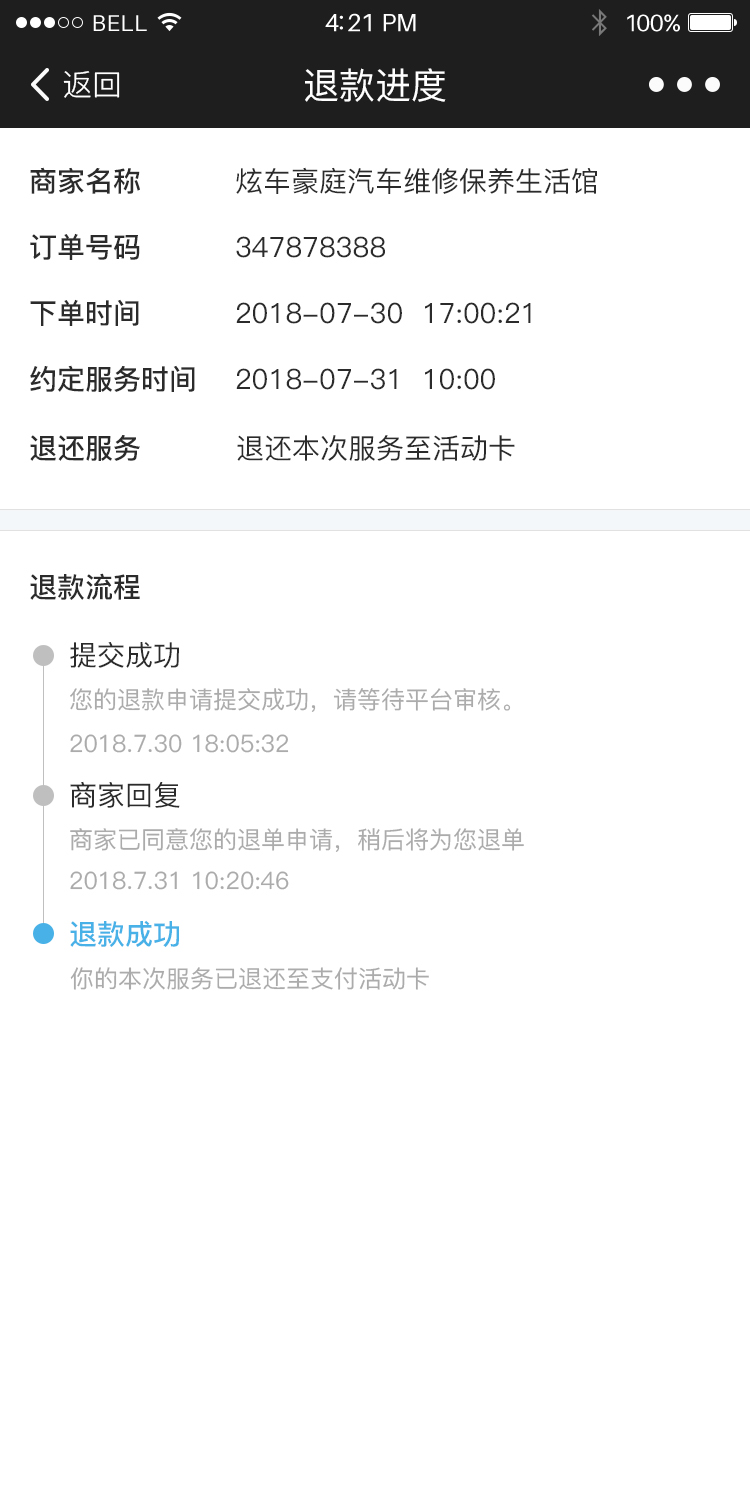 BELL 4:21 PM 100%
返回 退款进度
商家名称 炫车豪庭汽车维修保养生活馆
订单号码 347878388
下单时间 2018-07-30 17:00:21
约定服务时间 2018-07-31 10:00
退还服务 退还本次服务至活动卡
退款流程
提交成功
您的退款申请提交成功，请等待平台审核。
2018.7.30 18:05:32
商家回复
商家已同意您的退单申请，稍后将为您退单
2018.7.31 10:20:46
退款成功
你的本次服务已退还至支付活动卡